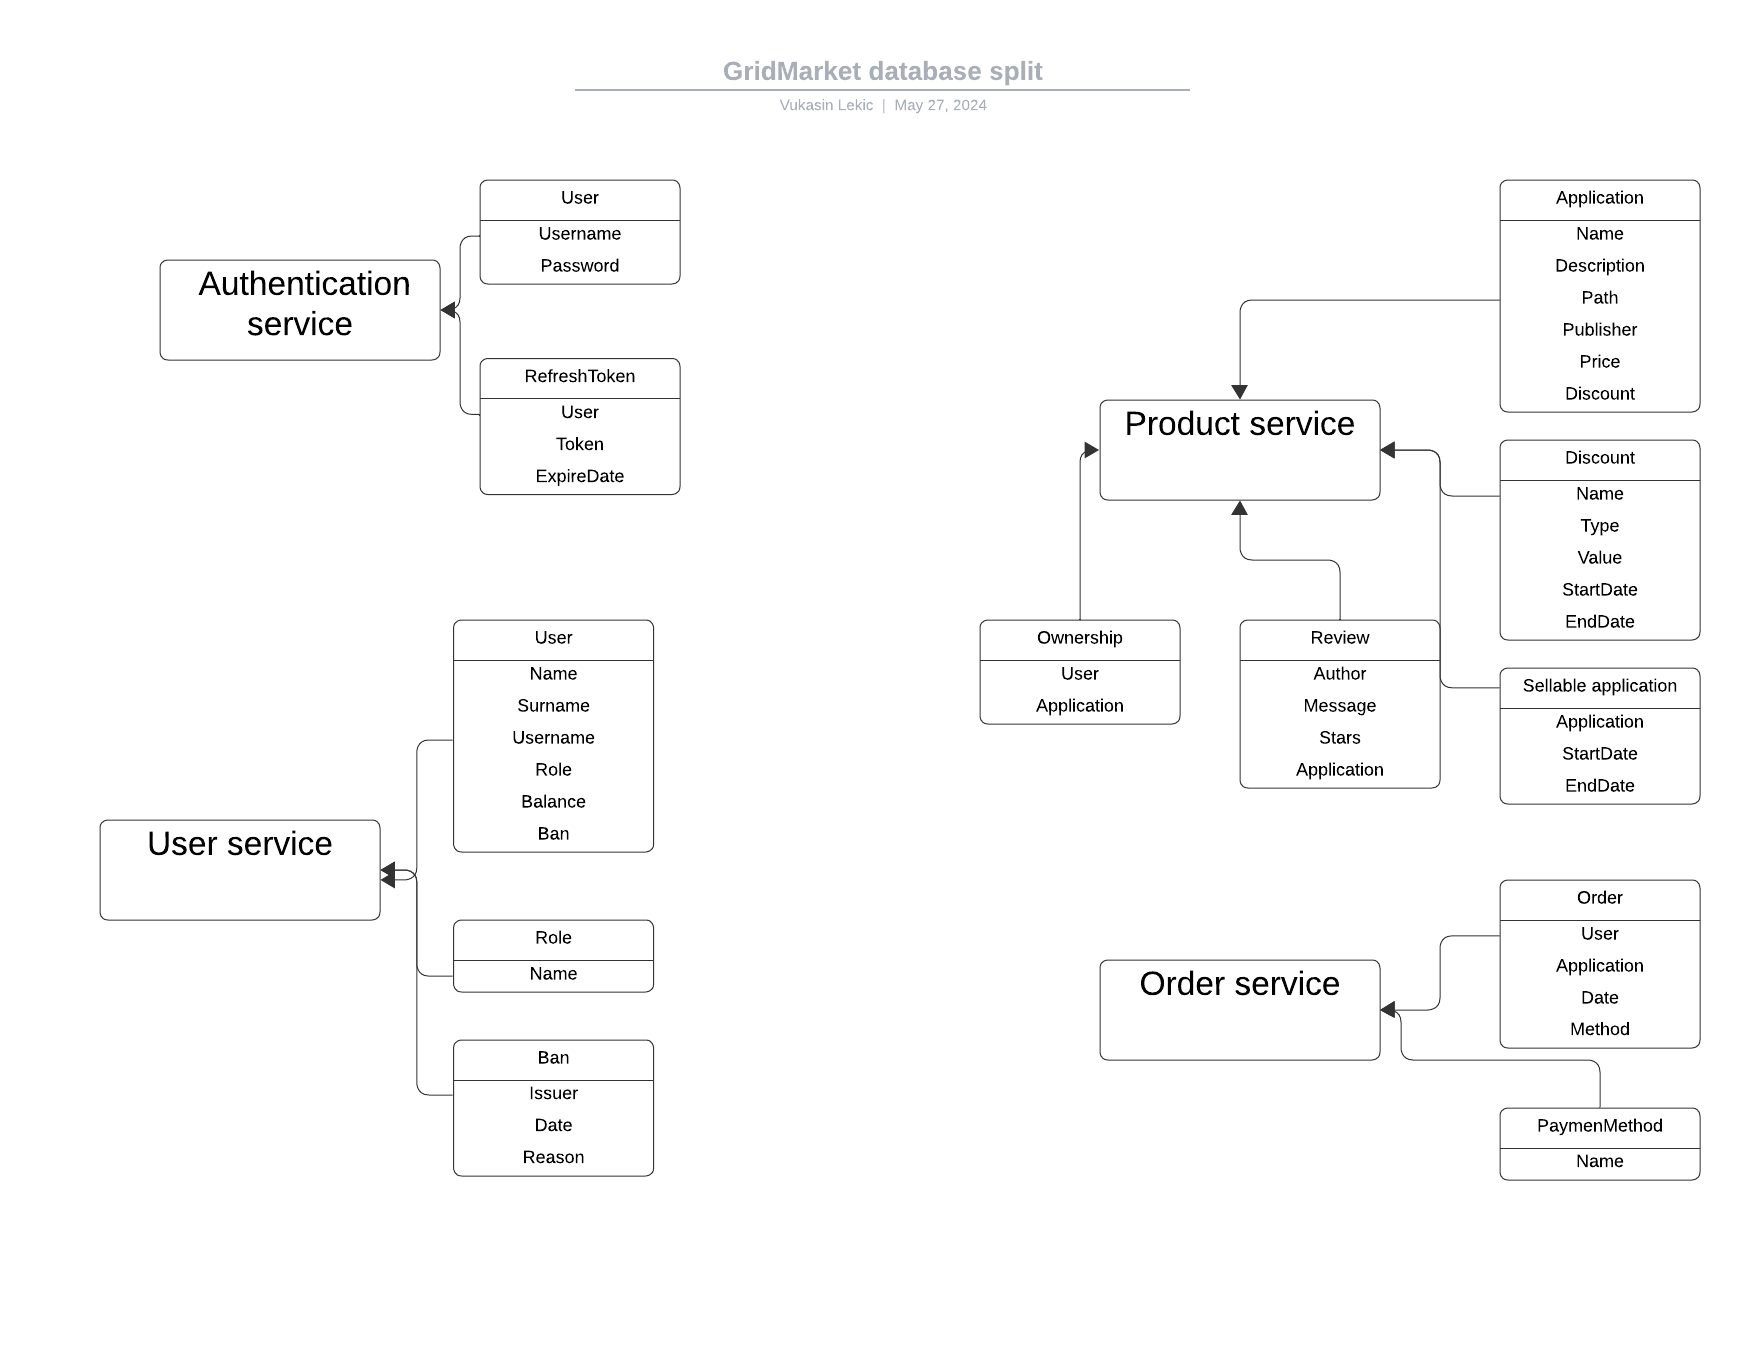 GridMarket database split
Vukasin Lekic | May 27, 2024
Authentication
service
User
Username
Password
RefreshToken
User
Token
ExpireDate
User service
User
Name
Surname
Username
Role
Balance
Ban
Role
Name
Ban
Issuer
Date
Reason
Product service
Application
Name
Description
Path
Publisher
Price
Discount
Discount
Name
Type
Value
StartDate
EndDate
Ownership
User
Application
Review
Author
Message
Stars
Application
Sellable application
Application
StartDate
EndDate
Order service
Order
User
Application
Date
Method
PaymenMethod
Name